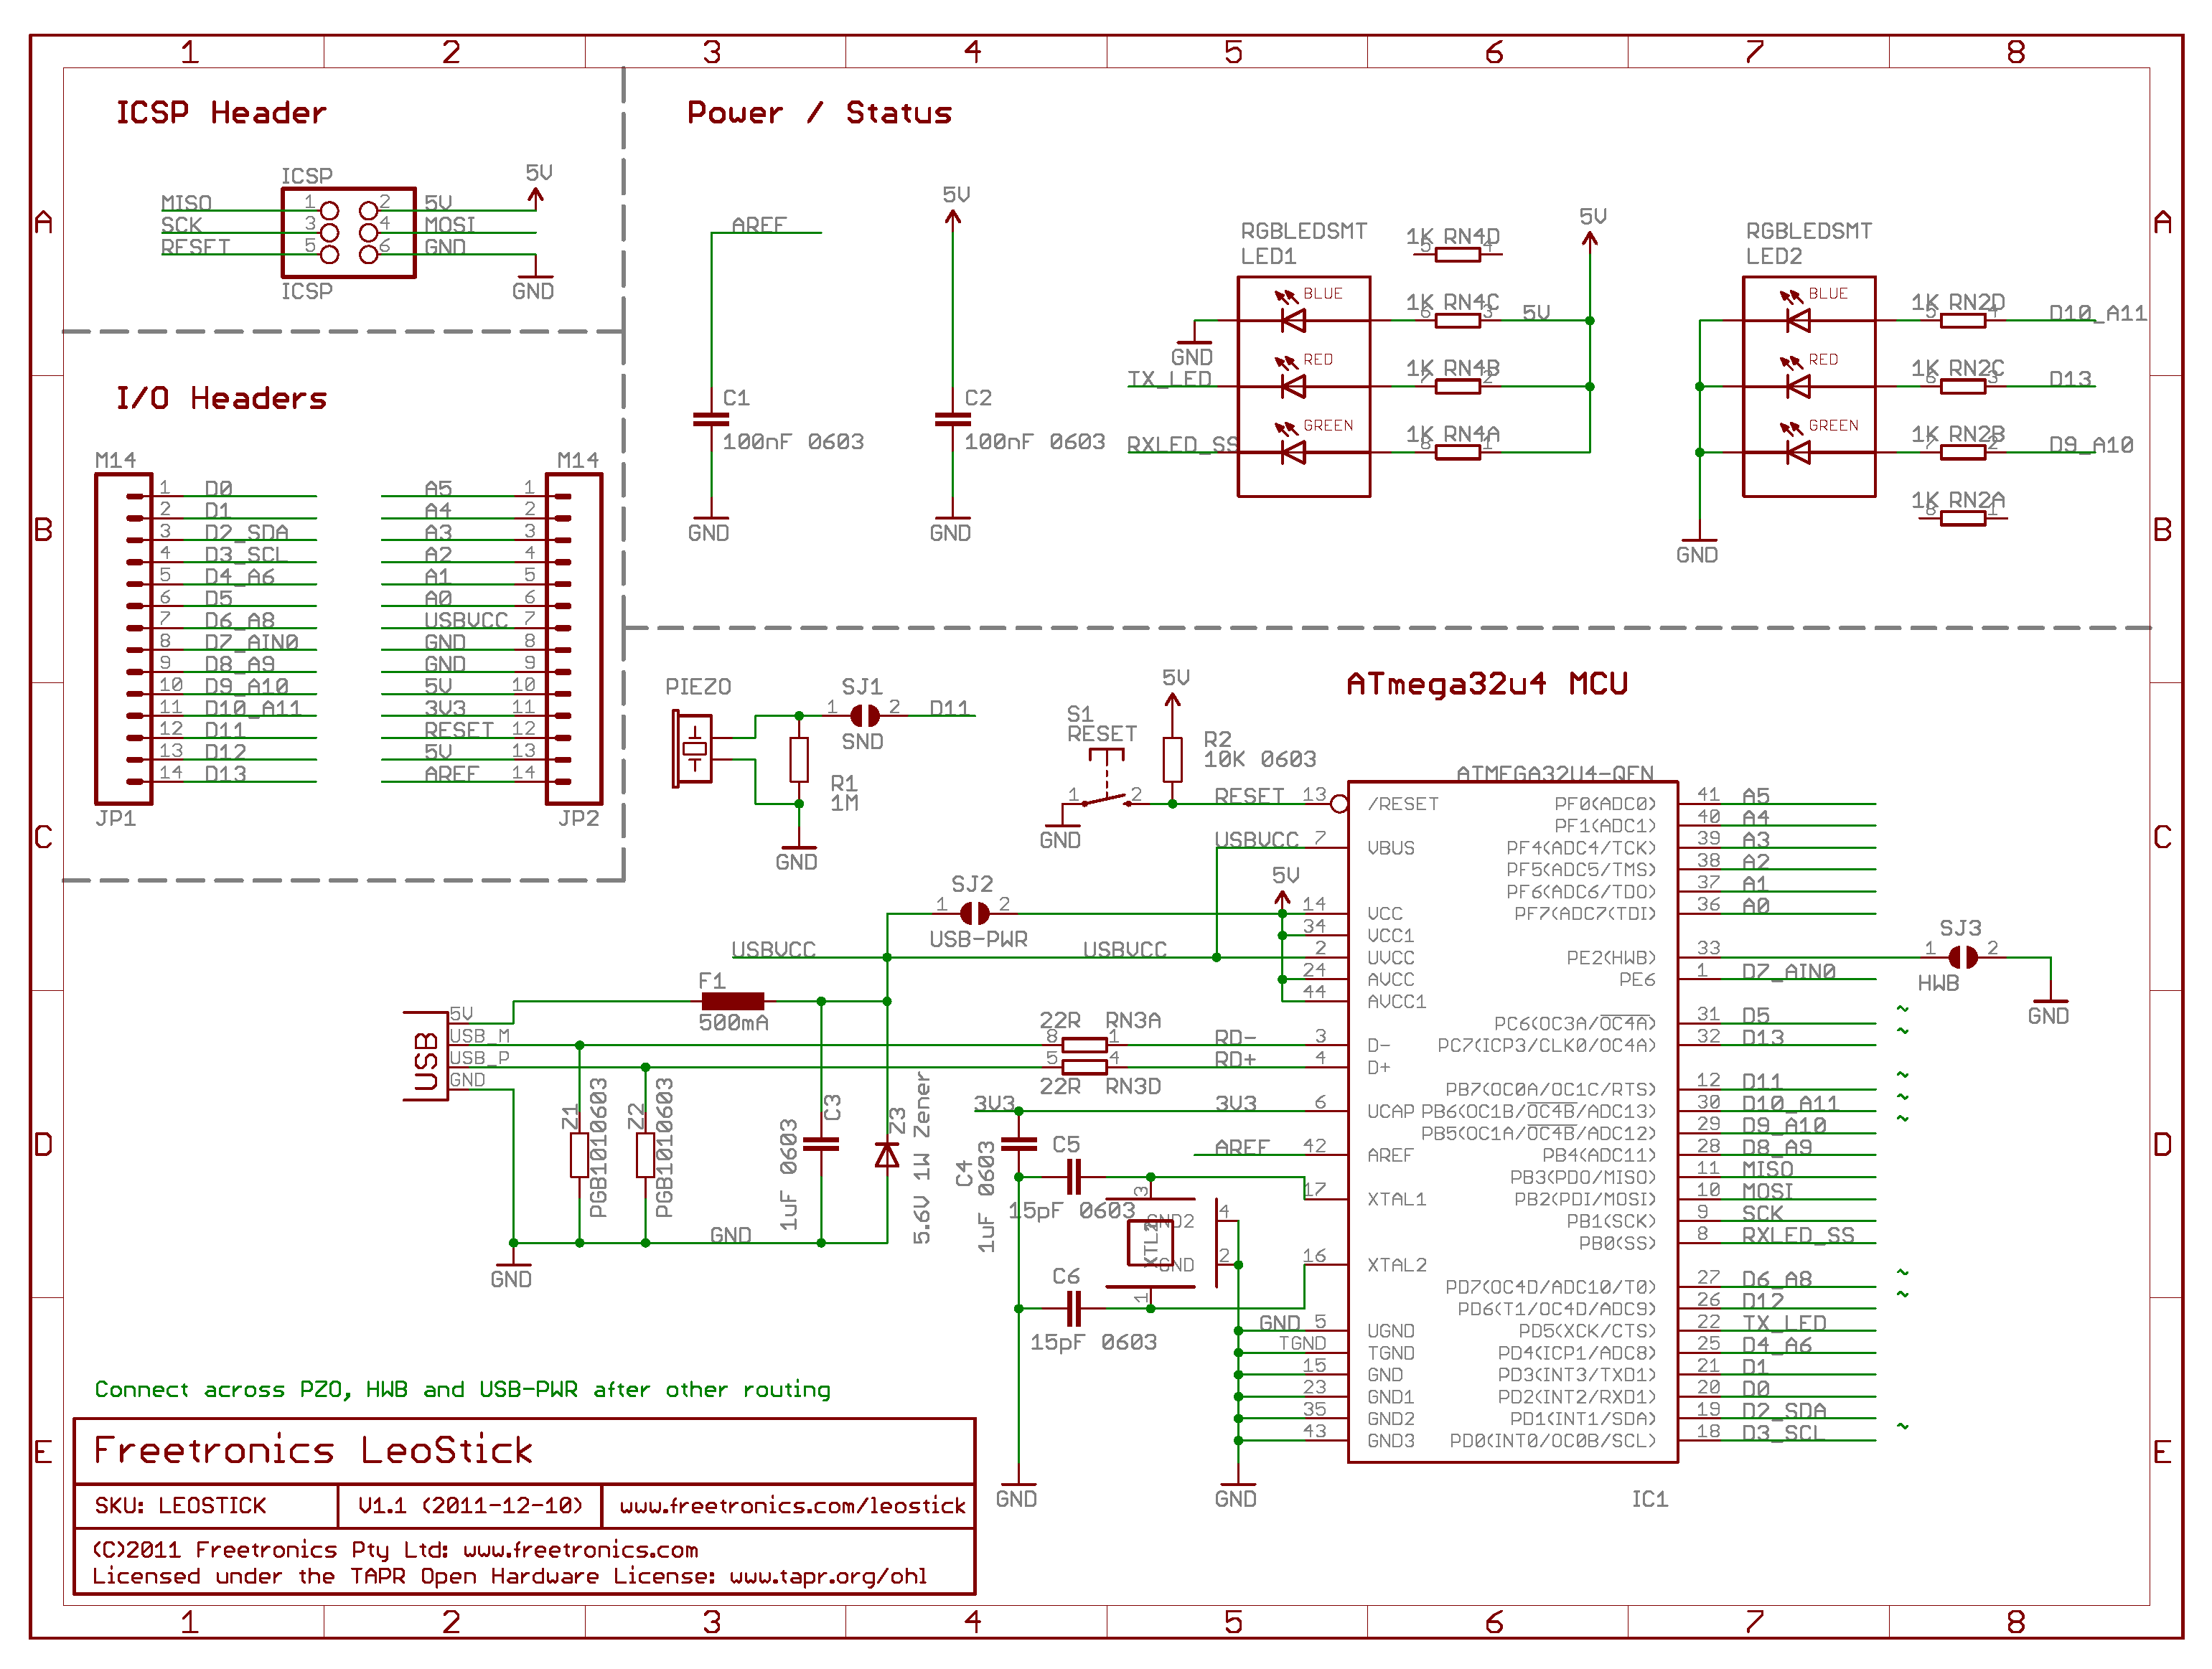 1 2 3 4 5 6 7 8
A
B
C
D
E
A
B
C
D
E
ICSP Header
ICSP
MISO 1 2 5V
SCK 3 4 MOSI
RESET 5 6 GND
ICSP
5V
GND
I/O Headers
M14
1 D0
2 D1
3 D2_SDA
4 D3_SCL
5 D4_A6
6 D5
7 D6_A8
8 D7_AIN0
9 D8_A9
10 D9_A10
11 D10_A11
12 D11
13 D12
14 D13
JP1
M14
A5 1
A4 2
A3 3
A2 4
A1 5
A0 6
USBVCC 7
GND 8
GND 9
5V 10
3V3 11
RESET 12
5V 13
AREF 14
JP2
Power / Status
AREF
C1
100nF 0603
GND
5V
C2
100nF 0603
GND
RGBLEDSMT
LED1
BLUE
RED
GREEN
GND
TX_LED
RXLED_SS
1K RN4D
5 4
1K RN4C
6 3 5V
1K RN4B
7 2
1K RN4A
8 1
5V
RGBLEDSMT
LED2
BLUE
RED
GREEN
GND
1K RN2D
5 4 D10_A11
1K RN2C
6 3 D13
1K RN2B
7 2 D9_A10
1K RN2A
8 1
PIEZO
SJ1
1 2 D11
SND
R1
1M
GND
ATmega32u4 MCU
5V
S1
RESET
R2
10K 0603
1 2
GND
5V
SJ2
1 2
USB-PWR
USBVCC USBVCC
F1
500mA
USB
5V
USB_M
USB_P
GND
22R RN3A
8 1
5 4
22R RN3D
Z1
PGB1010603
Z2
PGB1010603
GND
GND
C3
1uF 0603
Z3
5.6V 1W Zener
3V3
C4
1uF 0603
C5
15pF 0603
XTL2
3
GND2 4
GND 2
1
C6
15pF 0603
GND
GND
ATMEGA32U4-QFN
RESET 13 /RESET
USBVCC 7 VBUS
14 VCC
34 VCC1
2 UVCC
24 AVCC
44 AVCC1
RD- 3 D-
RD+ 4 D+
3V3 6 UCAP
AREF 42 AREF
17 XTAL1
16 XTAL2
GND 5 UGND
TGND TGND
15 GND
23 GND1
35 GND2
43 GND3
PF0(ADC0) 41 A5
PF1(ADC1) 40 A4
PF4(ADC4/TCK) 39 A3
PF5(ADC5/TMS) 38 A2
PF6(ADC6/TDO) 37 A1
PF7(ADC7(TDI) 36 A0
PE2(HWB) 33
PE6 1 D7_AIN0
PC6(OC3A/OC4A) 31 D5 ~
PC7(ICP3/CLK0/OC4A) 32 D13 ~
PB7(OC0A/OC1C/RTS) 12 D11 ~
PB6(OC1B/OC4B/ADC13) 30 D10_A11 ~
PB5(OC1A/OC4B/ADC12) 29 D9_A10 ~
PB4(ADC11) 28 D8_A9
PB3(PDO/MISO) 11 MISO
PB2(PDI/MOSI) 10 MOSI
PB1(SCK) 9 SCK
PB0(SS) 8 RXLED_SS
PD7(OC4D/ADC10/T0) 27 D6_A8 ~
PD6(T1/OC4D/ADC9) 26 D12 ~
PD5(XCK/CTS) 22 TX_LED
PD4(ICP1/ADC8) 25 D4_A6
PD3(INT3/TXD1) 21 D1
PD2(INT2/RXD1) 20 D0
PD1(INT1/SDA) 19 D2_SDA
PD0(INT0/OC0B/SCL) 18 D3_SCL ~
IC1
SJ3
1 2
HWB
GND
Connect across PZO, HWB and USB-PWR after other routing
Freetronics LeoStick
SKU: LEOSTICK V1.1 (2011-12-10) www.freetronics.com/leostick
(C)2011 Freetronics Pty Ltd: www.freetronics.com
Licensed under the TAPR Open Hardware License: www.tapr.org/ohl
1 2 3 4 5 6 7 8